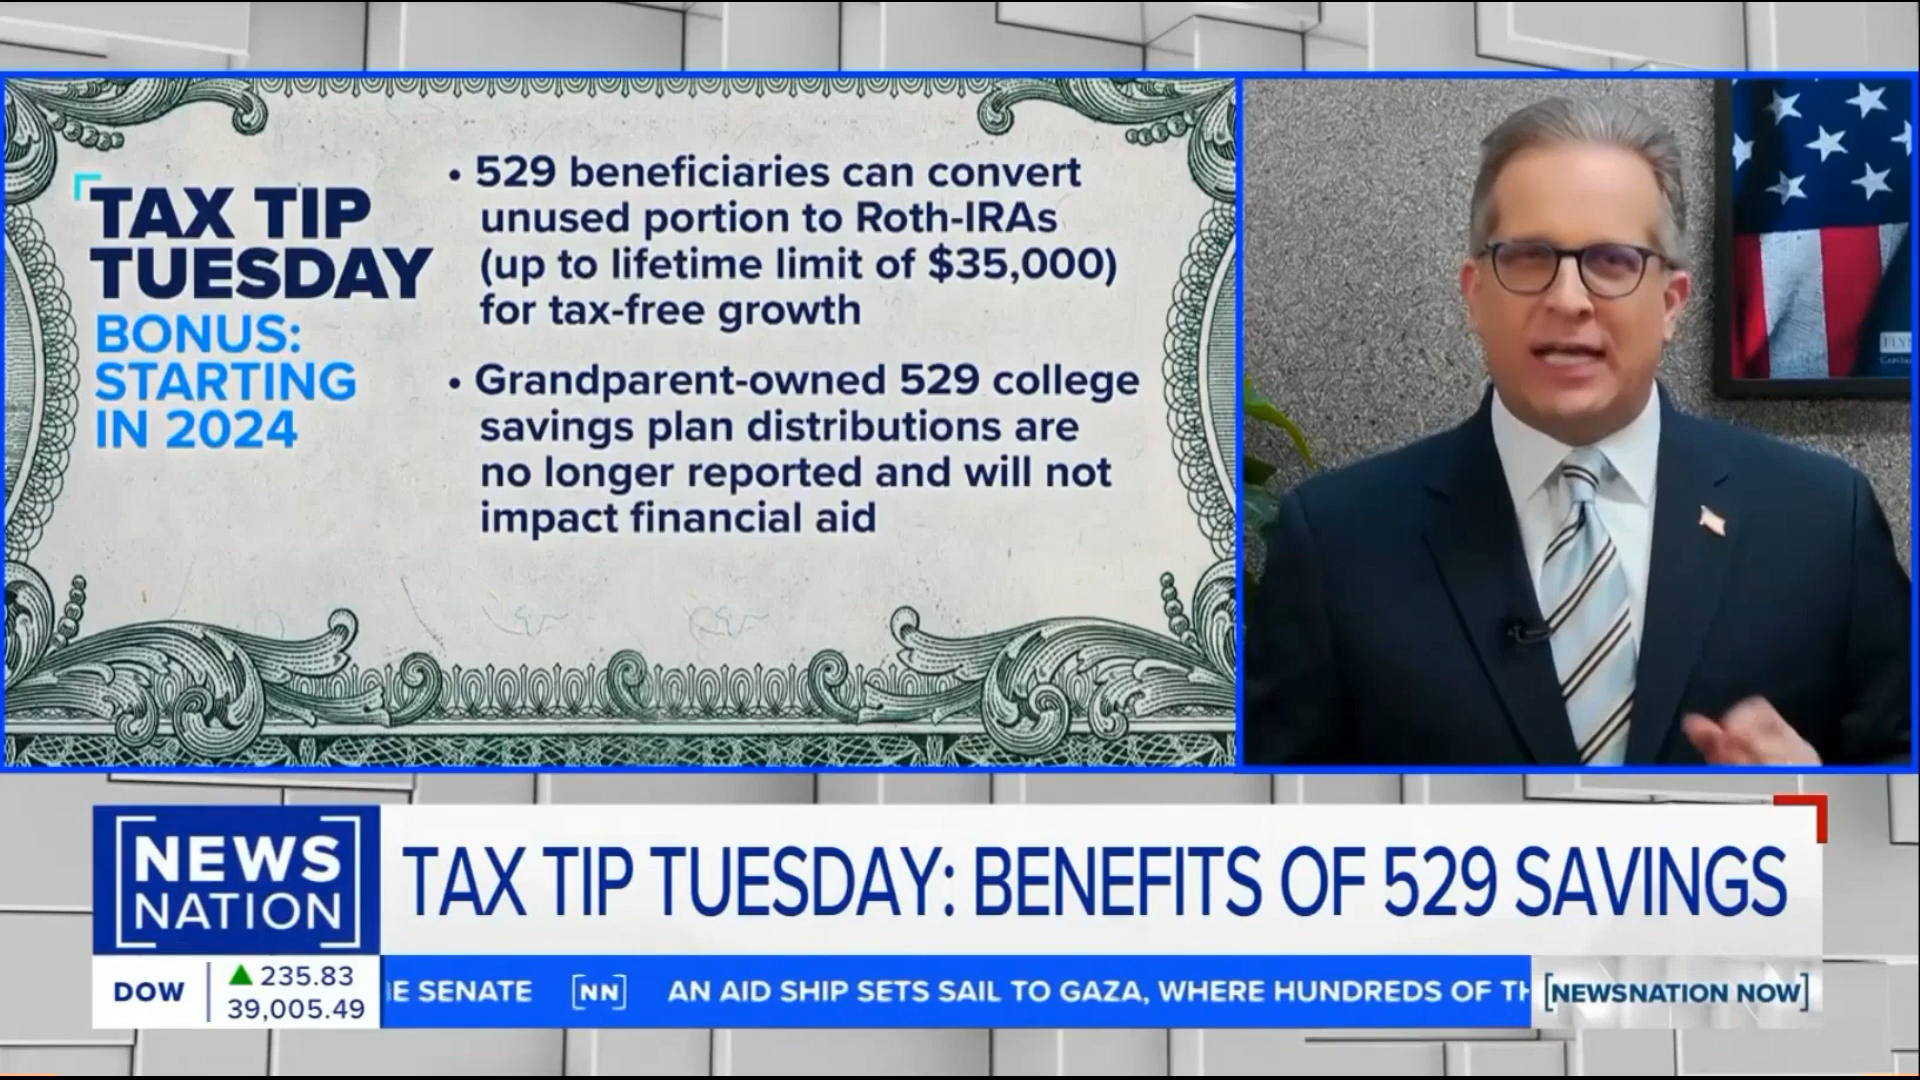 TAX TIP
TUESDAY
BONUS:
STARTING
IN 2024
• 529 beneficiaries can convert
unused portion to Roth-IRAs
(up to lifetime limit of $35,000)
for tax-free growth
• Grandparent-owned 529 college
savings plan distributions are
no longer reported and will not
impact financial aid
NEWS
NATION
TAX TIP TUESDAY: BENEFITS OF 529 SAVINGS
DOW
235.83
39,005.49
E SENATE [NN] AN AID SHIP SETS SAIL TO GAZA, WHERE HUNDREDS OF TH
[NEWSNATION NOW]